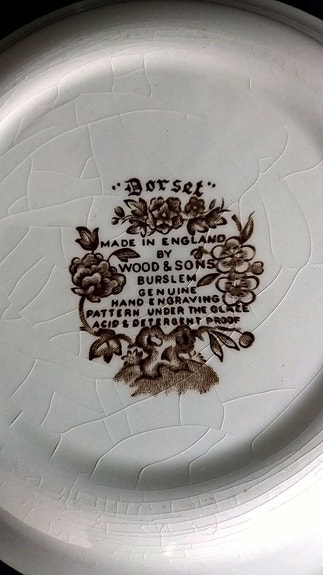 "Dorset"
MADE IN ENGLAND
BY
WOOD & SONS
BURSLEM
GENUINE
HAND ENGRAVING
PATTERN UNDER THE GLAZE
ACID & DETERGENT PROOF